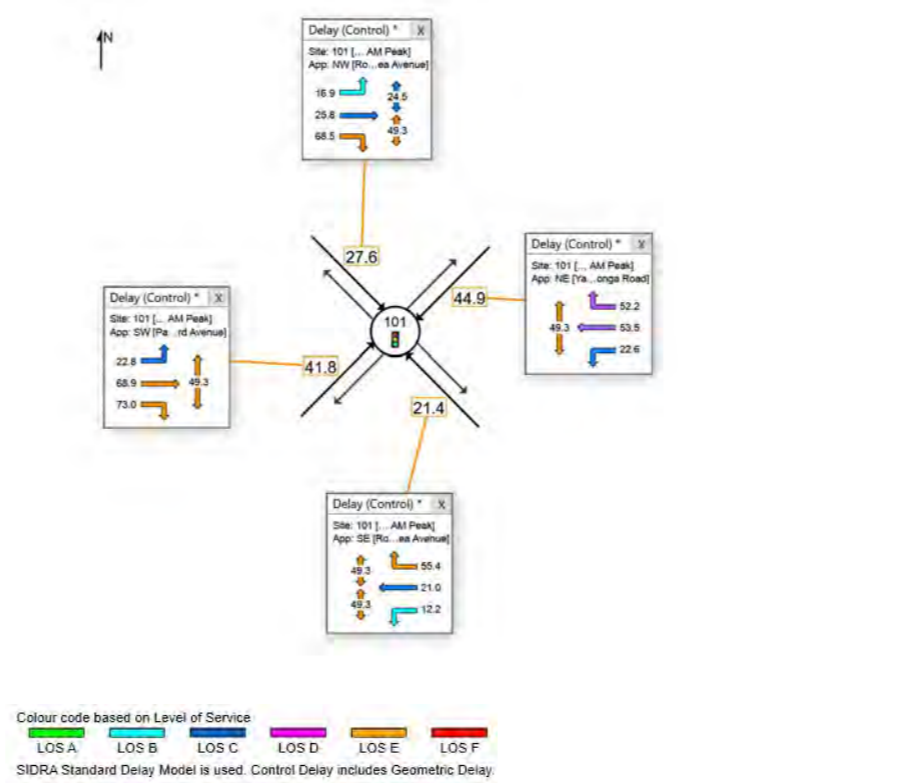 N
Delay (Control) * X
Site: 101 [... AM Peak]
App: NW [Ro...ea Avenue]
16.9
24.5
25.8
49.3
68.5
27.6
Delay (Control) * X
Site: 101 [... AM Peak]
App: NE [Ya...onga Road]
52.2
49.3
53.5
22.6
44.9
Delay (Control) * X
Site: 101 [... AM Peak]
App: SW [Pa...rd Avenue]
22.8
68.9
49.3
73.0
101
41.8
21.4
Delay (Control) * X
Site: 101 [... AM Peak]
App: SE [Ro...ea Avenue]
49.3
55.4
21.0
49.3
12.2
Colour code based on Level of Service
LOS A LOS B LOS C LOS D LOS E LOS F
SIDRA Standard Delay Model is used. Control Delay includes Geometric Delay.